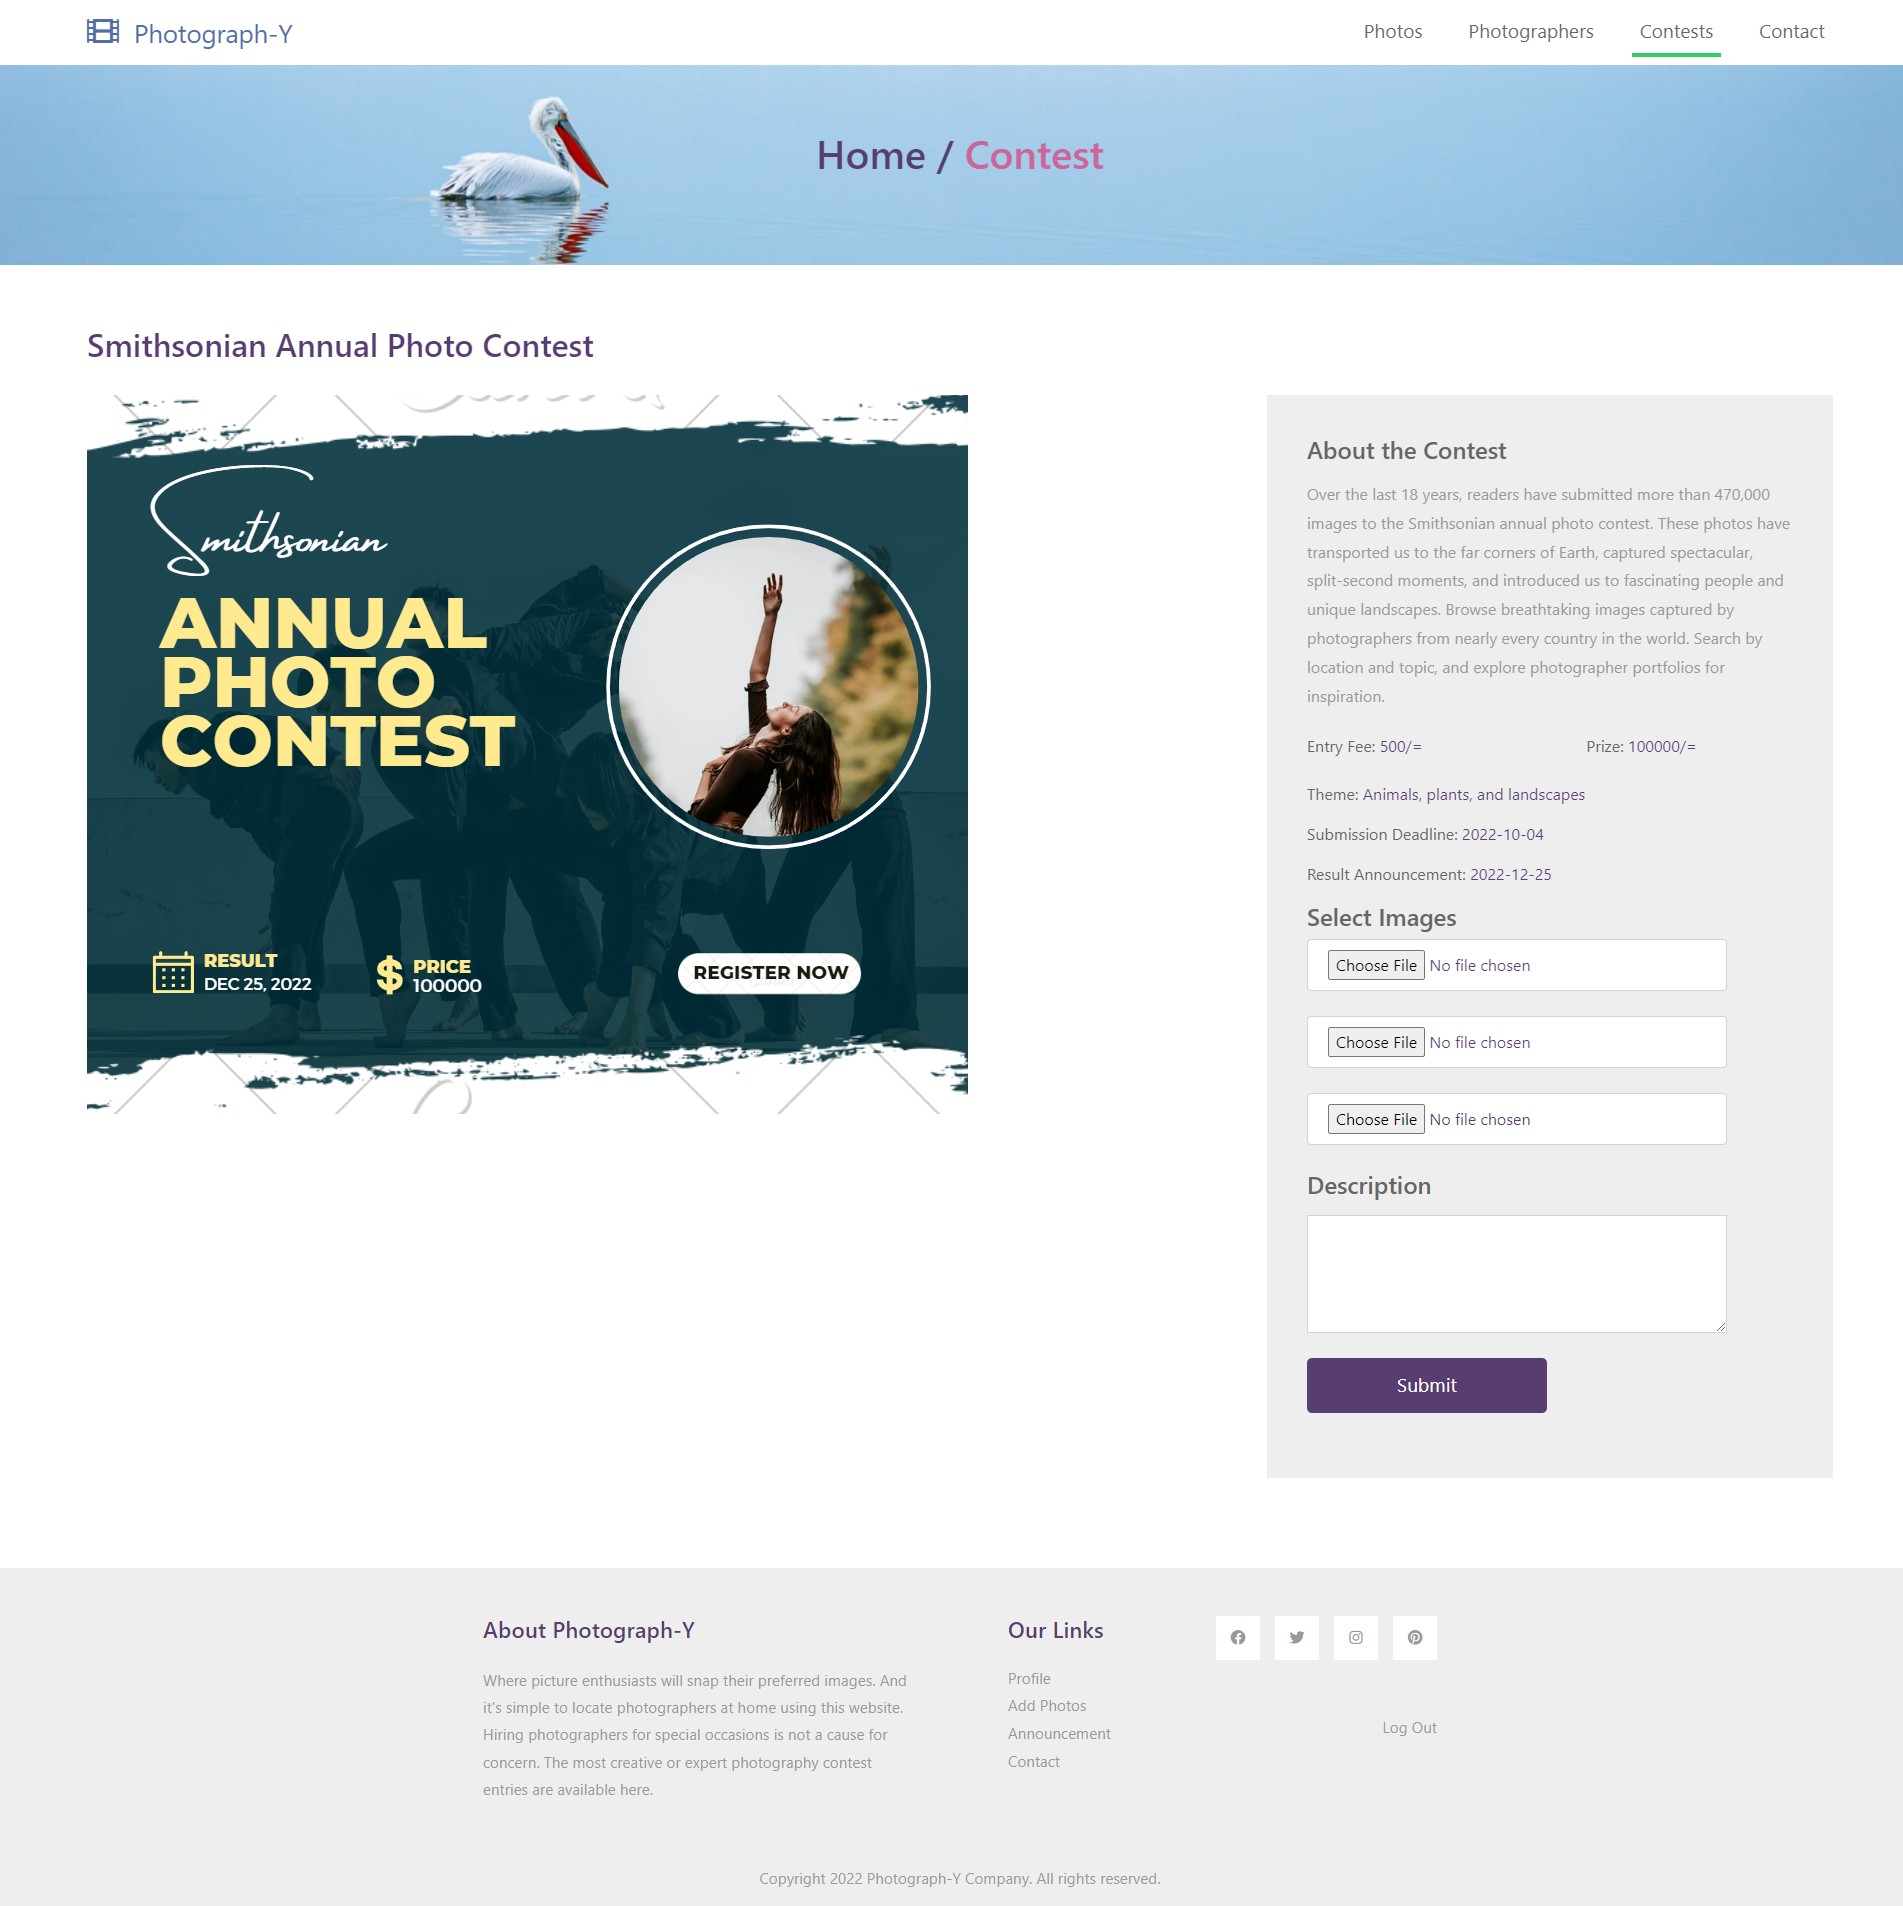 Photograph-Y
Photos
Photographers
Contests
Contact
Home / Contest
Smithsonian Annual Photo Contest
Smithsonian
ANNUAL
PHOTO
CONTEST
RESULT
DEC 25, 2022
PRICE
100000
REGISTER NOW
About the Contest
Over the last 18 years, readers have submitted more than 470,000
images to the Smithsonian annual photo contest. These photos have
transported us to the far corners of Earth, captured spectacular,
split-second moments, and introduced us to fascinating people and
unique landscapes. Browse breathtaking images captured by
photographers from nearly every country in the world. Search by
location and topic, and explore photographer portfolios for
inspiration.
Entry Fee: 500/=
Prize: 100000/=
Theme: Animals, plants, and landscapes
Submission Deadline: 2022-10-04
Result Announcement: 2022-12-25
Select Images
Choose File No file chosen
Choose File No file chosen
Choose File No file chosen
Description
Submit
About Photograph-Y
Where picture enthusiasts will snap their preferred images. And
it's simple to locate photographers at home using this website.
Hiring photographers for special occasions is not a cause for
concern. The most creative or expert photography contest
entries are available here.
Our Links
Profile
Add Photos
Announcement
Contact
Log Out
Copyright 2022 Photograph-Y Company. All rights reserved.